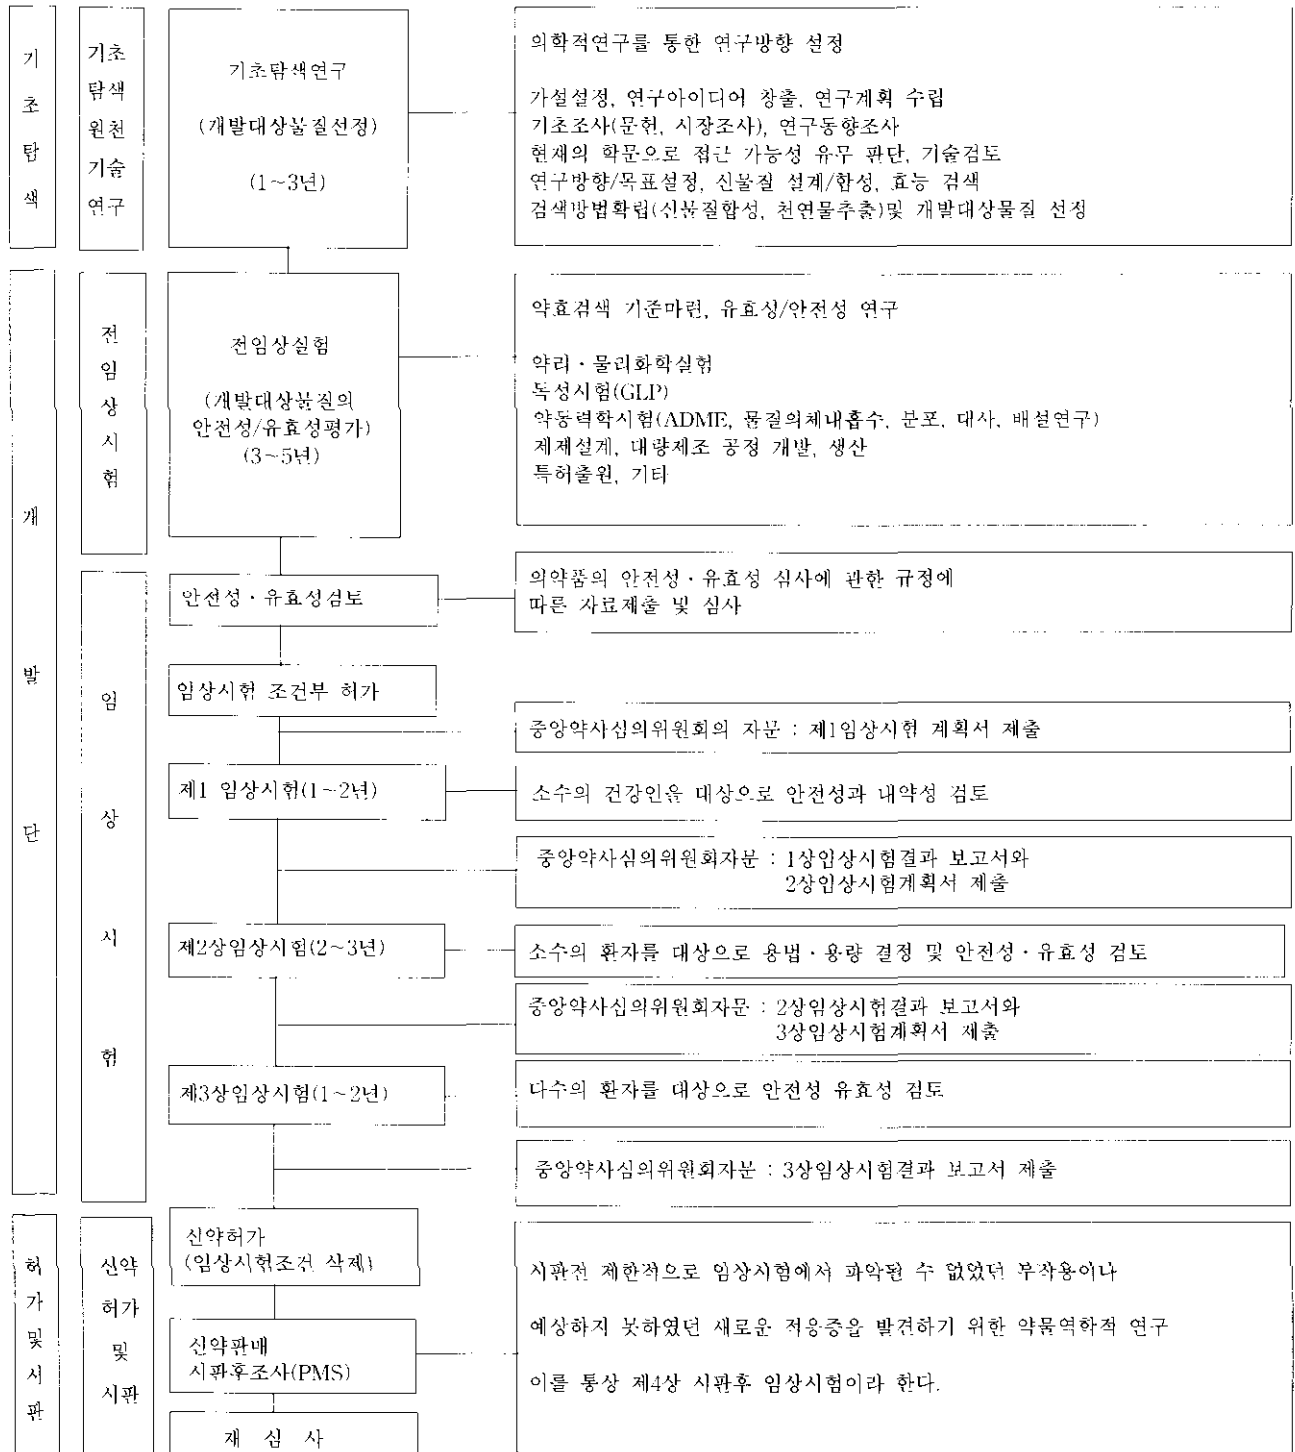 기초탐색
기초
탐색
원천
기술
연구
기초탐색연구
(개발대상물질선정)
(1~3년)
의학적연구를 통한 연구방향 설정
가설설정, 연구아이디어 창출, 연구계획 수립
기초조사(문헌, 시장조사), 연구동향조사
현재의 학문으로 접근 가능성 유무 판단, 기술검토
연구방향/목표설정, 신물질 설계/합성, 효능 검색
검색방법확립(신물질합성, 천연물추출)및 개발대상물질 선정
개발단
전임상시험
전임상실험
(개발대상물질의
안전성/유효성평가)
(3~5년)
약효검색 기준마련, 유효성/안전성 연구
약리·물리화학실험
독성시험(GLP)
약동력학시험(ADME, 물질의체내흡수, 분포, 대사, 배설연구)
제제설계, 대량제조 공정 개발, 생산
특허출원, 기타
임상시험
안전성·유효성검토
의약품의 안전성·유효성 심사에 관한 규정에
따른 자료제출 및 심사
임상시험 조건부 허가
중앙약사심의위원회의 자문 : 제1임상시험 계획서 제출
제1 임상시험(1~2년)
소수의 건강인을 대상으로 안전성과 내약성 검토
중앙약사심의위원회자문 : 1상임상시험결과 보고서와
2상임상시험계획서 제출
제2상임상시험(2~3년)
소수의 환자를 대상으로 용법·용량 결정 및 안전성·유효성 검토
중앙약사심의위원회자문 : 2상임상시험결과 보고서와
3상임상시험계획서 제출
제3상임상시험(1~2년)
다수의 환자를 대상으로 안전성 유효성 검토
중앙약사심의위원회자문 : 3상임상시험결과 보고서 제출
허가및시판
신약
허가
및
시판
신약허가
(임상시험조건 삭제)
신약판매
시판후조사(PMS)
재 심 사
시판전 제한적으로 임상시험에서 파악될 수 없었던 부작용이나
예상하지 못하였던 새로운 적응증을 발견하기 위한 약물역학적 연구
이를 통상 제4상 시판후 임상시험이라 한다.